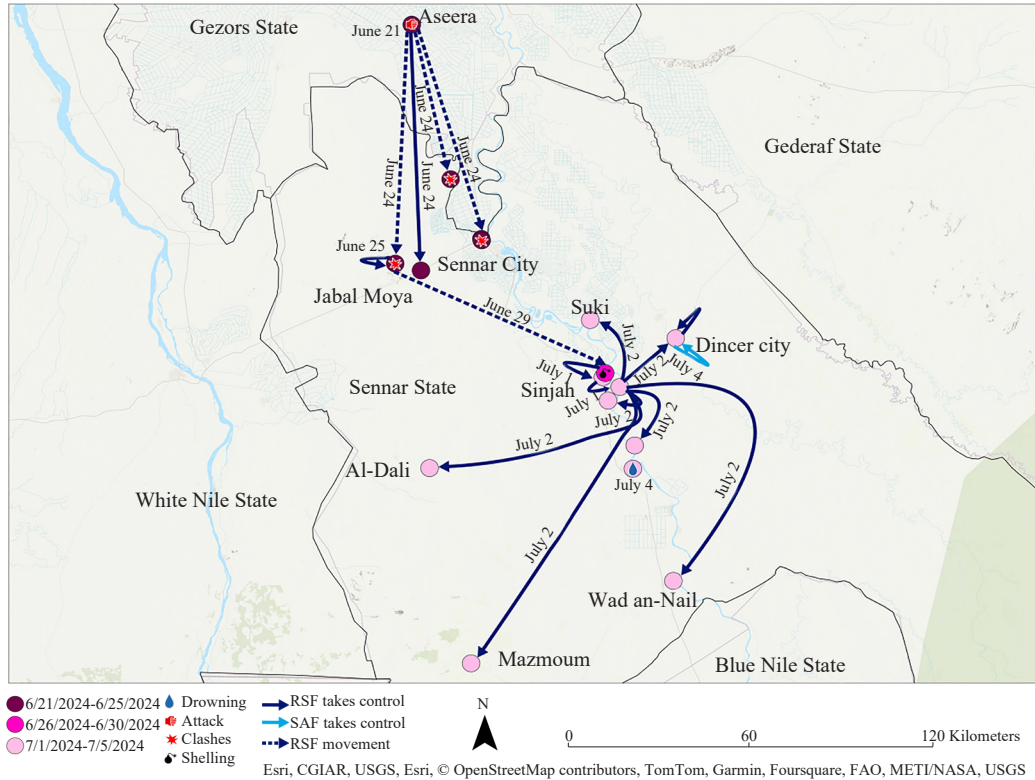 Gezors State
Aseera
June 21
June 24
June 24
June 24
June 24
Gederaf State
June 25
Sennar City
Jabal Moya
June 29
Suki
July 2
Dincer city
July 2
July 4
July 1
Sinjah
July
Sennar State
July 2
July 2
July 2
Al-Dali
July 4
July 2
White Nile State
July 2
Wad an-Nail
Mazmoum
Blue Nile State
6/21/2024-6/25/2024
6/26/2024-6/30/2024
7/1/2024-7/5/2024
Drowning
Attack
Clashes
Shelling
RSF takes control
SAF takes control
RSF movement
N
0
60
120 Kilometers
Esri, CGIAR, USGS, Esri, © OpenStreetMap contributors, TomTom, Garmin, Foursquare, FAO, METI/NASA, USGS